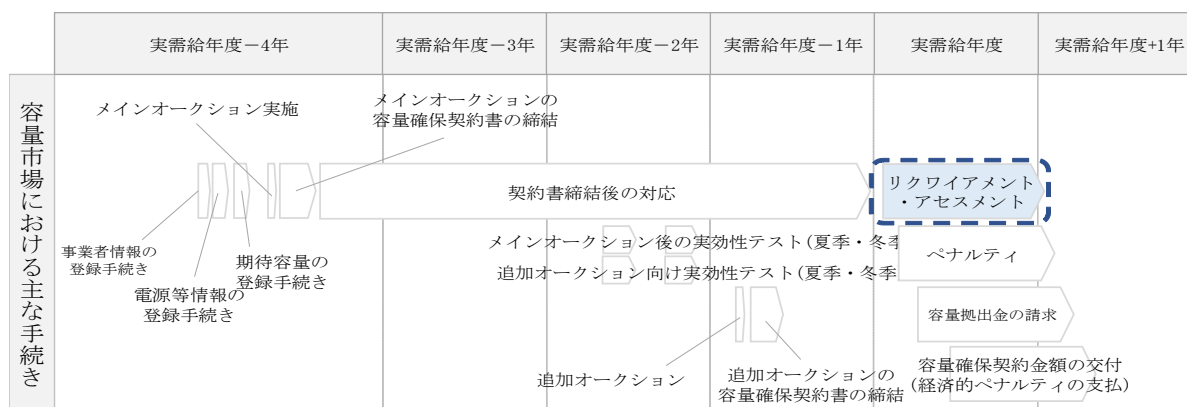 実需給年度－4年
実需給年度－3年
実需給年度－2年
実需給年度－1年
実需給年度
実需給年度+1年
容量市場における主な手続き
メインオークション実施
メインオークションの
容量確保契約書の締結
契約書締結後の対応
リクワイアメント
・アセスメント
事業者情報の
登録手続き
電源等情報の
登録手続き
期待容量の
登録手続き
メインオークション後の実効性テスト(夏季・冬季
追加オークション向け実効性テスト(夏季・冬季
ペナルティ
容量拠出金の請求
追加オークション
追加オークションの
容量確保契約書の締結
容量確保契約金額の交付
(経済的ペナルティの支払)